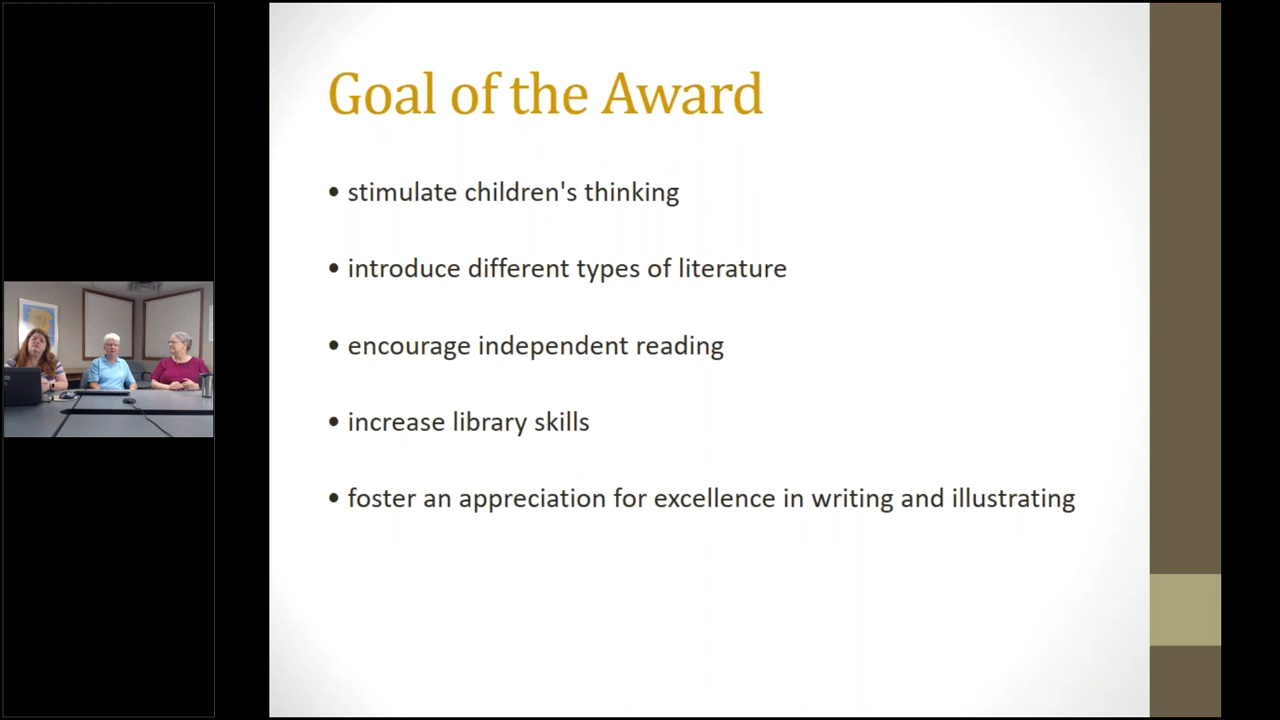 Goal of the Award
• stimulate children's thinking
• introduce different types of literature
• encourage independent reading
• increase library skills
• foster an appreciation for excellence in writing and illustrating